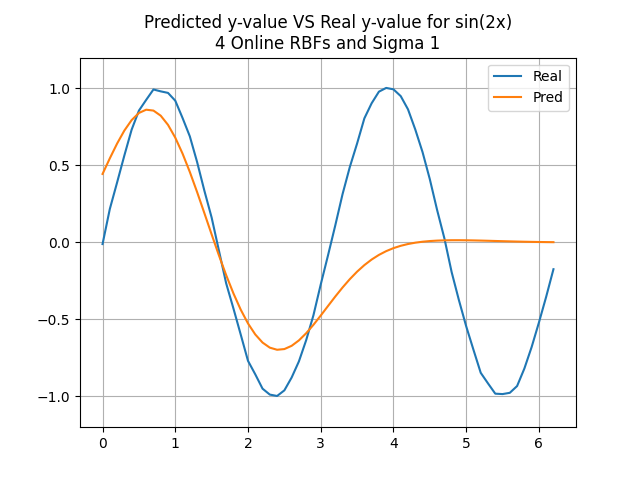 Predicted y-value VS Real y-value for sin(2x)
4 Online RBFs and Sigma 1
Real
Pred
1.0
0.5
0.0
−0.5
−1.0
0 1 2 3 4 5 6